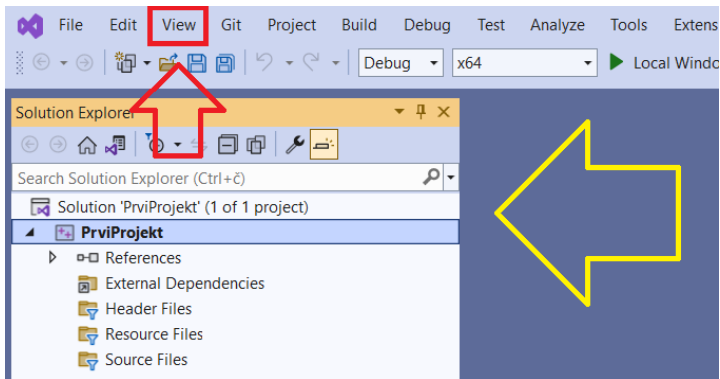 File Edit View Git Project Build Debug Test Analyze Tools Extens
Debug x64 Local Windo
Solution Explorer
Search Solution Explorer (Ctrl+č)
Solution 'PrviProjekt' (1 of 1 project)
PrviProjekt
References
External Dependencies
Header Files
Resource Files
Source Files